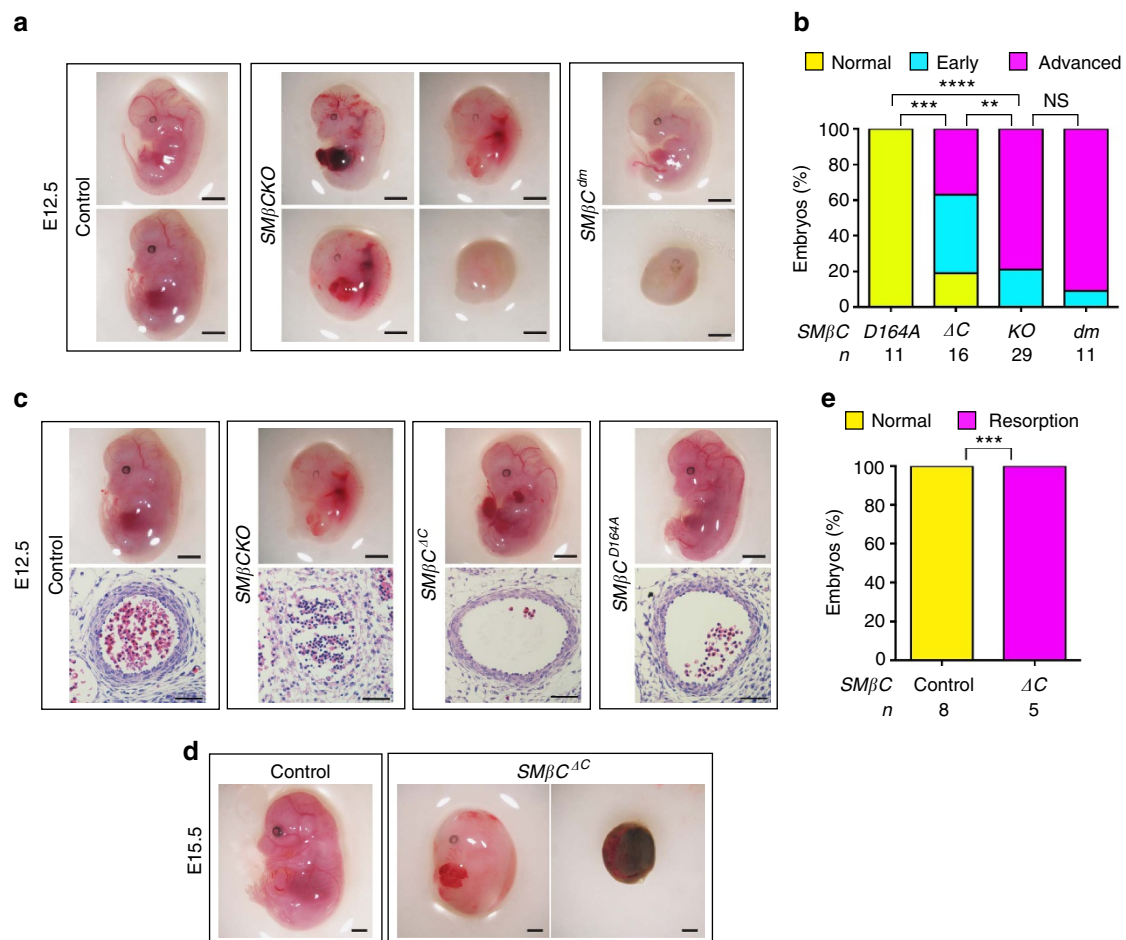 a
E12.5
Control
SMβCKO
SMβC^dm
b
Normal Early Advanced
****
*** ** NS
Embryos (%)
100
80
60
40
20
0
SMβC D164A ΔC KO dm
n 11 16 29 11
c
E12.5
Control
SMβCKO
SMβC^ΔC
SMβC^D164A
e
Normal Resorption
***
Embryos (%)
100
80
60
40
20
0
SMβC Control ΔC
n 8 5
d
E15.5
Control
SMβC^ΔC